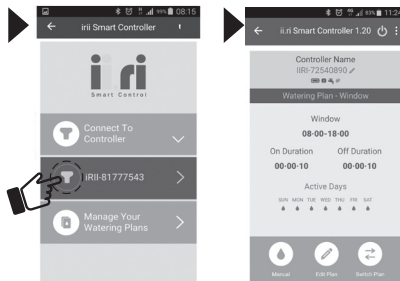 99% 08:15
irii Smart Controller
irri
Smart Control
Connect To
Controller
iRII-81777543
Manage Your
Watering Plans
83% 11:24
ii.ri Smart Controller 1.20
Controller Name
IIRI-72540890
Watering Plan - Window
Window
08-00-18-00
On Duration Off Duration
00-00-10 00-00-10
Active Days
SUN MON TUE WED THU FRI SAT
Manual Edit Plan Switch Plan